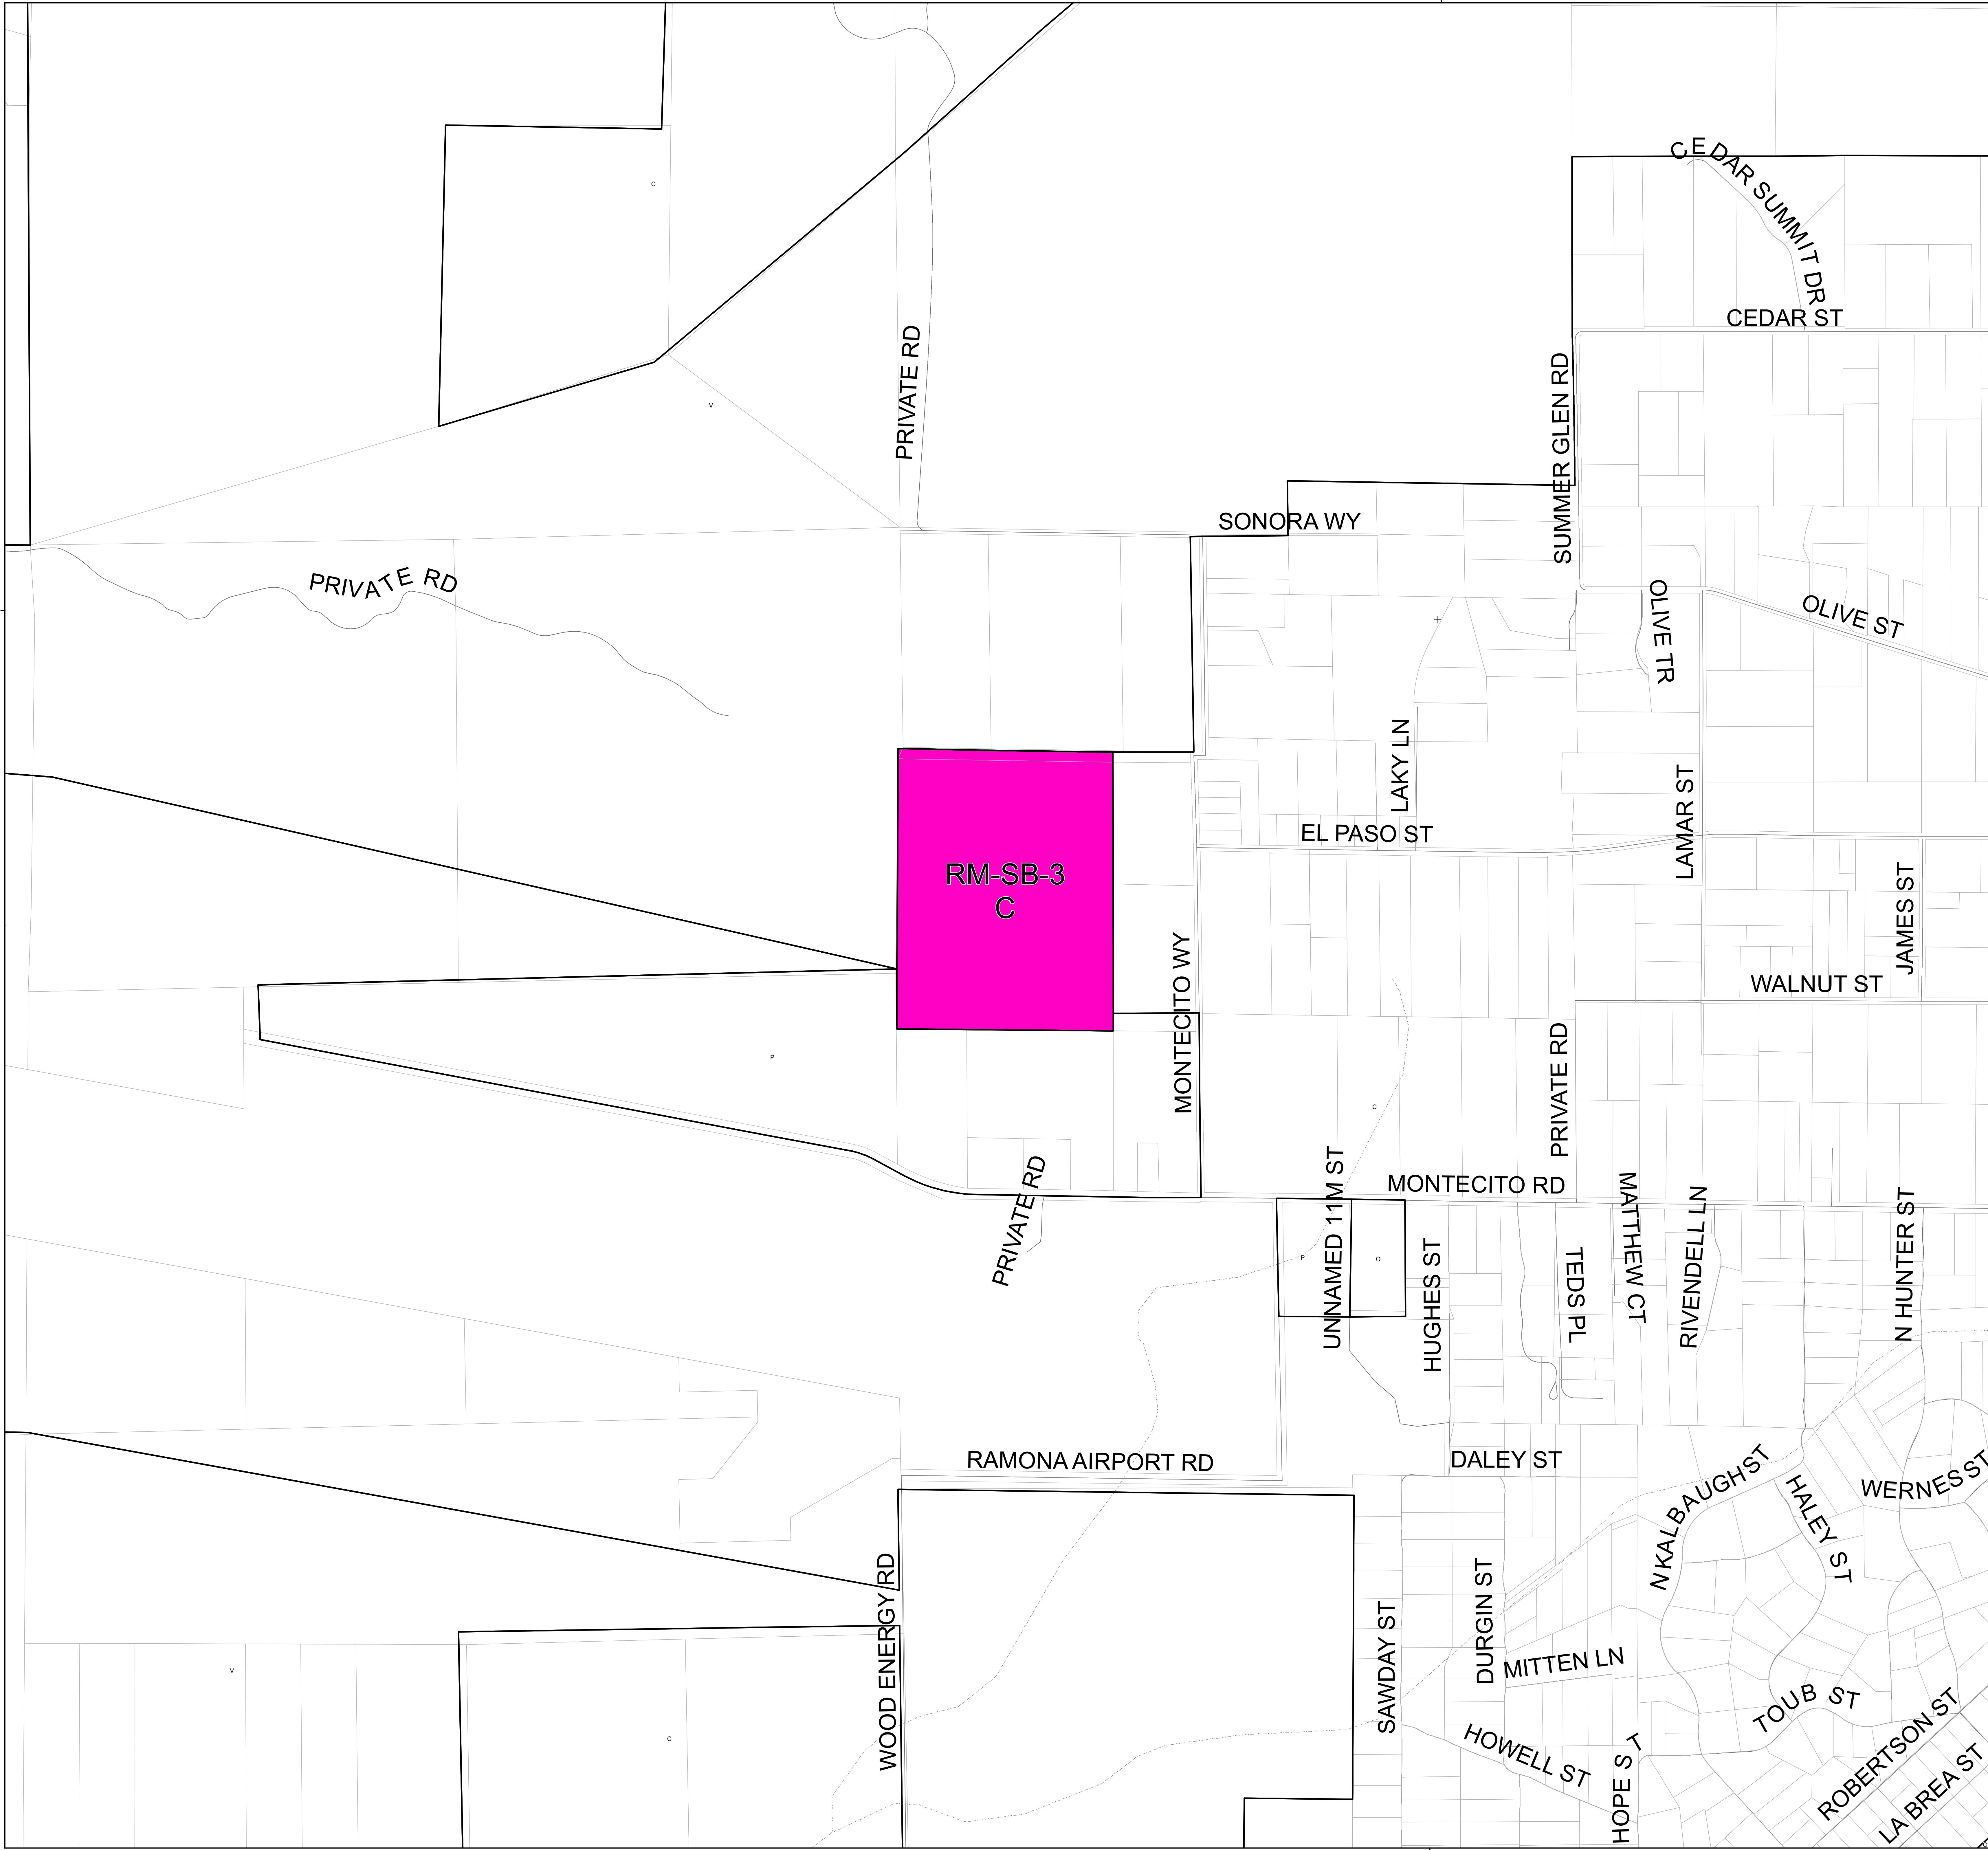 CEDAR SUMMIT DR
C
CEDAR ST
PRIVATE RD
V
SUMMER GLEN RD
SONORA WY
PRIVATE RD
OLIVE TR
OLIVE ST
LAKY LN
LAMAR ST
EL PASO ST
RM-SB-3
C
JAMES ST
MONTECITO WY
WALNUT ST
P
PRIVATE RD
C
PRIVATE RD
UNNAMED 11M ST
MONTECITO RD
MATTHEW CT
RIVENDELL LN
N HUNTER ST
P
O
HUGHES ST
TEDS PL
RAMONA AIRPORT RD
DALEY ST
N KALBAUGH ST
HALEY ST
WERNES ST
WOOD ENERGY RD
V
C
SAWDAY ST
DURGIN ST
MITTEN LN
TOUB ST
HOWELL ST
HOPE ST
ROBERTSON ST
LA BREA ST